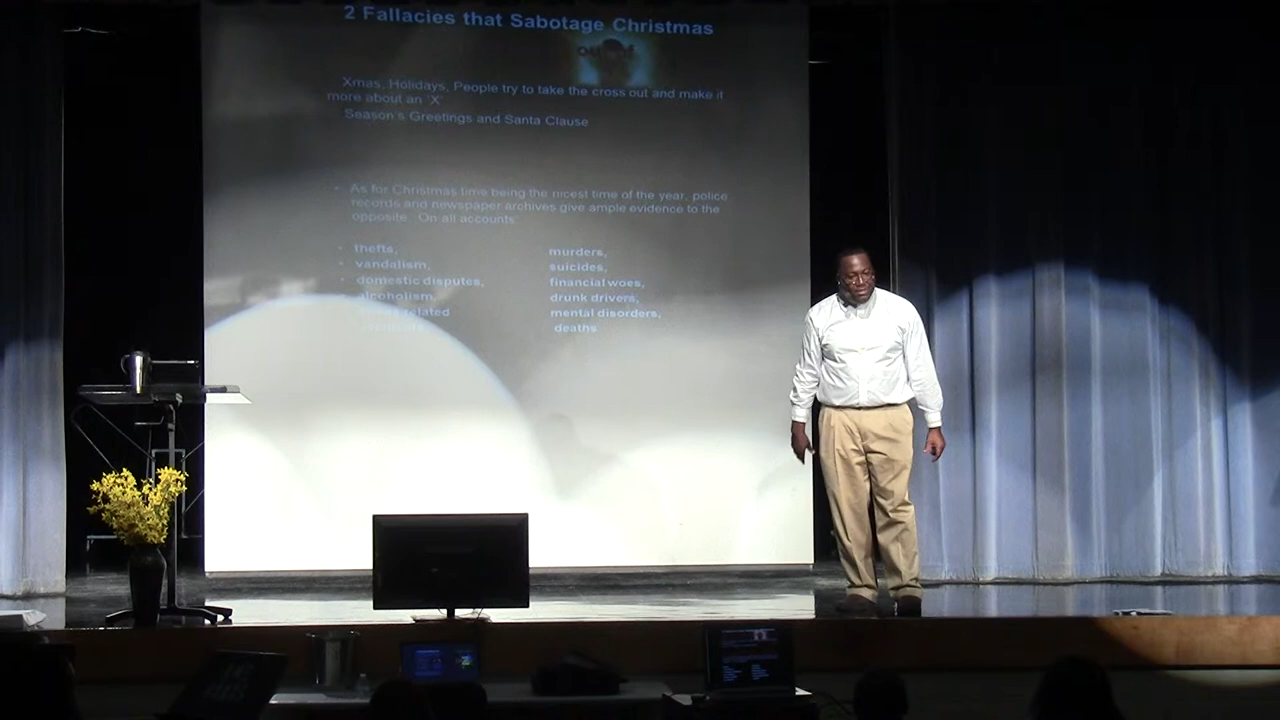 2 Fallacies that Sabotage Christmas
Xmas, Holidays, People try to take the cross out and make it
more about an 'X'
Season's Greetings and Santa Clause
• As for Christmas time being the nicest time of the year, police
records and newspaper archives give ample evidence to the
opposite. On all accounts:
• thefts,
• vandalism,
• domestic disputes,
• alcoholism,
related
murders,
suicides,
financial woes,
drunk drivers;
mental disorders,
deaths